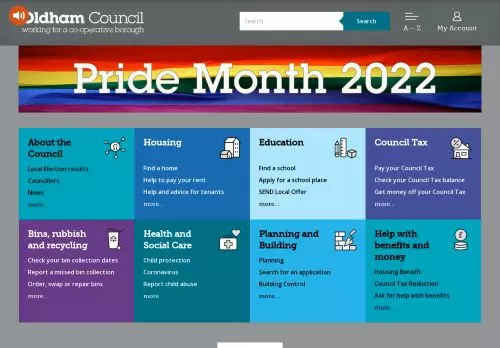 Oldham Council
working for a co-operative borough
Search
Search
A – Z
My Account
Pride Month 2022
About the
Council
Local Election results
Councillors
News
more...
Housing
Find a home
Help to pay your rent
Help and advice for tenants
more...
Education
Find a school
Apply for a school place
SEND Local Offer
more...
Council Tax
Pay your Council Tax
Check your Council Tax balance
Get money off your Council Tax
more...
Bins, rubbish
and recycling
Check your bin collection dates
Report a missed bin collection
Order, swap or repair bins
more...
Health and
Social Care
Child protection
Coronavirus
Report child abuse
more...
Planning and
Building
Planning
Search for an application
Building Control
more...
Help with
benefits and
money
Housing Benefit
Council Tax Reduction
Ask for help with benefits
more...